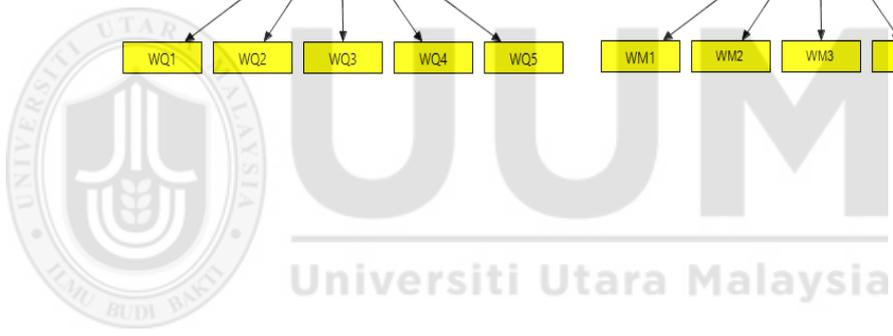 WQ1 WQ2 WQ3 WQ4 WQ5 WM1 WM2 WM3
UUM
Universiti Utara Malaysia
UNIVERSITI UTARA MALAYSIA
ILMU BUDI BAKTI